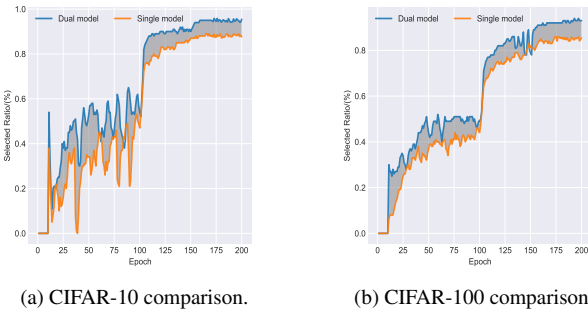 Dual model Single model
1.0
0.8
0.6
0.4
0.2
0.0
Selected Ratio/(%)
0 25 50 75 100 125 150 175 200
Epoch
(a) CIFAR-10 comparison.
Dual model Single model
1.0
0.8
0.6
0.4
0.2
0.0
Selected Ratio/(%)
0 25 50 75 100 125 150 175 200
Epoch
(b) CIFAR-100 comparison